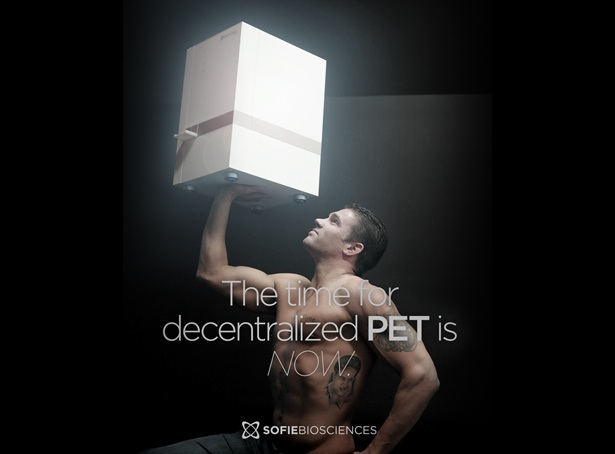 The time for
decentralized PET is
NOW.
SOFIEBIOSCIENCES